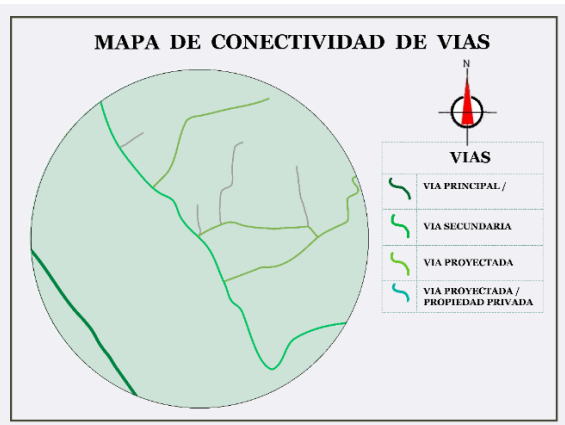 MAPA DE CONECTIVIDAD DE VIAS
N
VIAS
VIA PRINCIPAL /
VIA SECUNDARIA
VIA PROYECTADA
VIA PROYECTADA /
PROPIEDAD PRIVADA